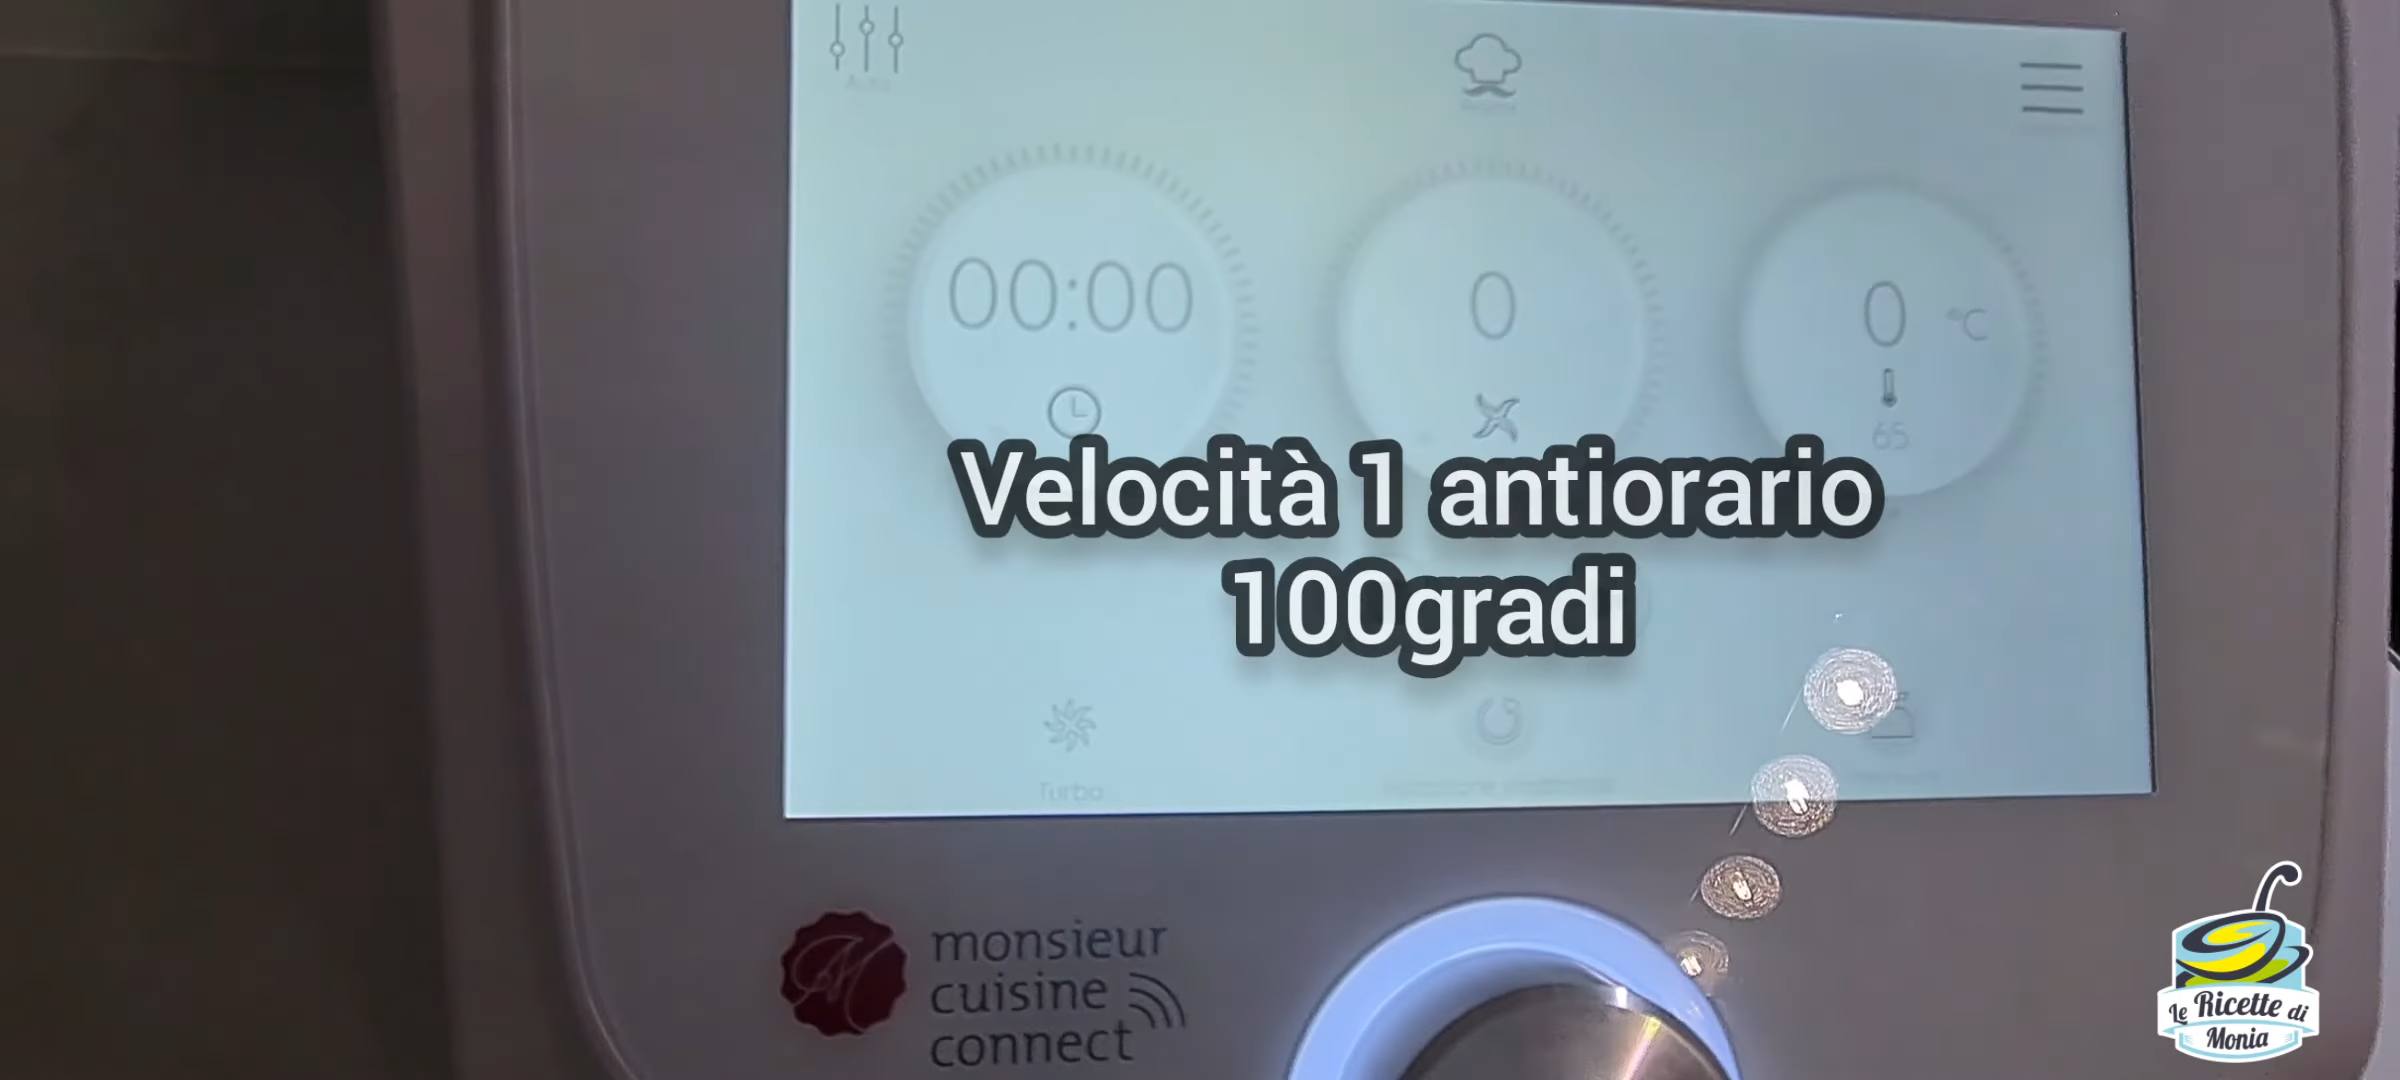 00:00
0
0 °C
65
Velocità 1 antiorario
100gradi
Turbo
monsieur
cuisine
connect
Le Ricette di
Monia